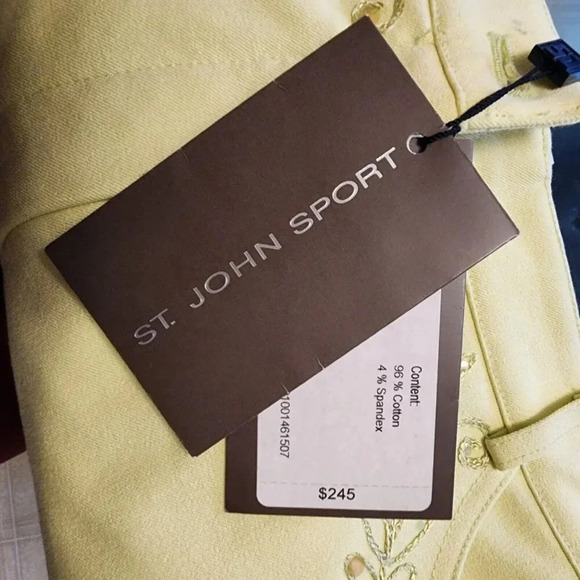 ST. JOHN SPORT
Content:
96 % Cotton
4 % Spandex
1001461507
$245